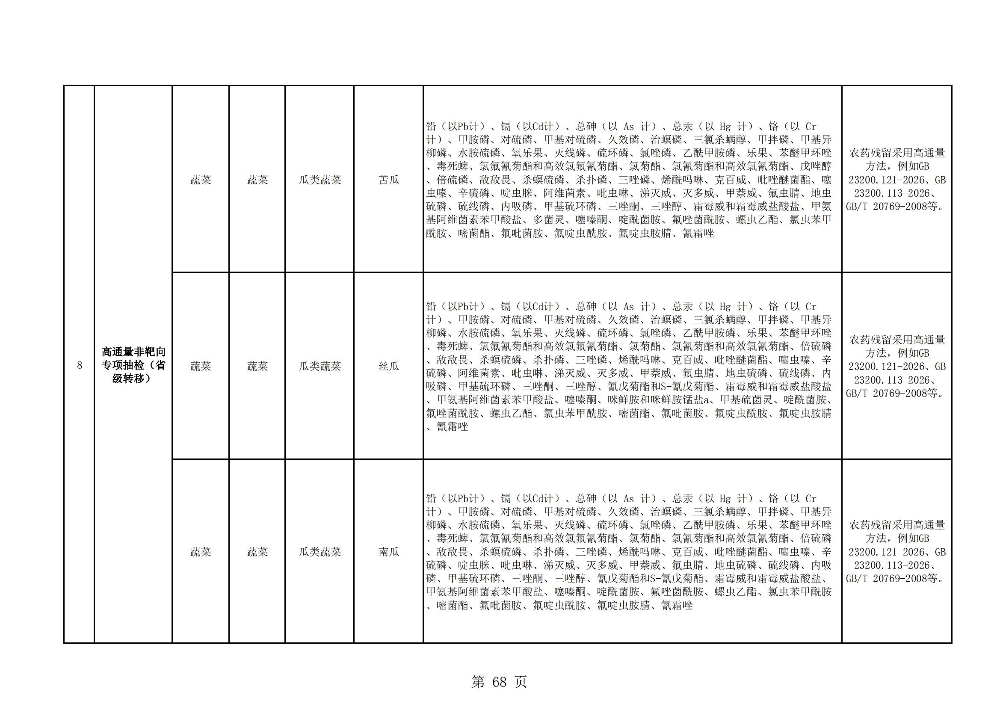 8
高通量非靶向
专项抽检（省
级转移）
蔬菜
蔬菜
瓜类蔬菜
苦瓜
铅（以Pb计）、镉（以Cd计）、总砷（以 As 计）、总汞（以 Hg 计）、铬（以 Cr
计）、甲胺磷、对硫磷、甲基对硫磷、久效磷、治螟磷、三氯杀螨醇、甲拌磷、甲基异
柳磷、水胺硫磷、氧乐果、灭线磷、硫环磷、氯唑磷、乙酰甲胺磷、乐果、苯醚甲环唑
、毒死蜱、氯氟氰菊酯和高效氯氟氰菊酯、氯菊酯、氯氰菊酯和高效氯氰菊酯、戊唑醇
、倍硫磷、敌敌畏、杀螟硫磷、杀扑磷、三唑磷、烯酰吗啉、克百威、吡唑醚菌酯、噻
虫嗪、辛硫磷、啶虫脒、阿维菌素、吡虫啉、涕灭威、灭多威、甲萘威、氟虫腈、地虫
硫磷、硫线磷、内吸磷、甲基硫环磷、三唑酮、三唑醇、霜霉威和霜霉威盐酸盐、甲氨
基阿维菌素苯甲酸盐、多菌灵、噻嗪酮、啶酰菌胺、氟唑菌酰胺、螺虫乙酯、氯虫苯甲
酰胺、嘧菌酯、氟吡菌胺、氟啶虫酰胺、氟啶虫胺腈、氰霜唑
农药残留采用高通量
方法，例如GB
23200.121-2026、GB
23200.113-2026、
GB/T 20769-2008等。
蔬菜
蔬菜
瓜类蔬菜
丝瓜
铅（以Pb计）、镉（以Cd计）、总砷（以 As 计）、总汞（以 Hg 计）、铬（以 Cr
计）、甲胺磷、对硫磷、甲基对硫磷、久效磷、治螟磷、三氯杀螨醇、甲拌磷、甲基异
柳磷、水胺硫磷、氧乐果、灭线磷、硫环磷、氯唑磷、乙酰甲胺磷、乐果、苯醚甲环唑
、毒死蜱、氯氟氰菊酯和高效氯氟氰菊酯、氯菊酯、氯氰菊酯和高效氯氰菊酯、倍硫磷
、敌敌畏、杀螟硫磷、杀扑磷、三唑磷、烯酰吗啉、克百威、吡唑醚菌酯、噻虫嗪、辛
硫磷、阿维菌素、吡虫啉、涕灭威、灭多威、甲萘威、氟虫腈、地虫硫磷、硫线磷、内
吸磷、甲基硫环磷、三唑酮、三唑醇、氰戊菊酯和S-氰戊菊酯、霜霉威和霜霉威盐酸盐
、甲氨基阿维菌素苯甲酸盐、噻嗪酮、咪鲜胺和咪鲜胺锰盐a、甲基硫菌灵、啶酰菌胺、
氟唑菌酰胺、螺虫乙酯、氯虫苯甲酰胺、嘧菌酯、氟吡菌胺、氟啶虫酰胺、氟啶虫胺腈
、氰霜唑
农药残留采用高通量
方法，例如GB
23200.121-2026、GB
23200.113-2026、
GB/T 20769-2008等。
蔬菜
蔬菜
瓜类蔬菜
南瓜
铅（以Pb计）、镉（以Cd计）、总砷（以 As 计）、总汞（以 Hg 计）、铬（以 Cr
计）、甲胺磷、对硫磷、甲基对硫磷、久效磷、治螟磷、三氯杀螨醇、甲拌磷、甲基异
柳磷、水胺硫磷、氧乐果、灭线磷、硫环磷、氯唑磷、乙酰甲胺磷、乐果、苯醚甲环唑
、毒死蜱、氯氟氰菊酯和高效氯氟氰菊酯、氯菊酯、氯氰菊酯和高效氯氰菊酯、倍硫磷
、敌敌畏、杀螟硫磷、杀扑磷、三唑磷、烯酰吗啉、克百威、吡唑醚菌酯、噻虫嗪、辛
硫磷、啶虫脒、吡虫啉、涕灭威、灭多威、甲萘威、氟虫腈、地虫硫磷、硫线磷、内吸
磷、甲基硫环磷、三唑酮、三唑醇、氰戊菊酯和S-氰戊菊酯、霜霉威和霜霉威盐酸盐、
甲氨基阿维菌素苯甲酸盐、噻嗪酮、啶酰菌胺、氟唑菌酰胺、螺虫乙酯、氯虫苯甲酰胺
、嘧菌酯、氟吡菌胺、氟啶虫酰胺、氟啶虫胺腈、氰霜唑
农药残留采用高通量
方法，例如GB
23200.121-2026、GB
23200.113-2026、
GB/T 20769-2008等。
第 68 页